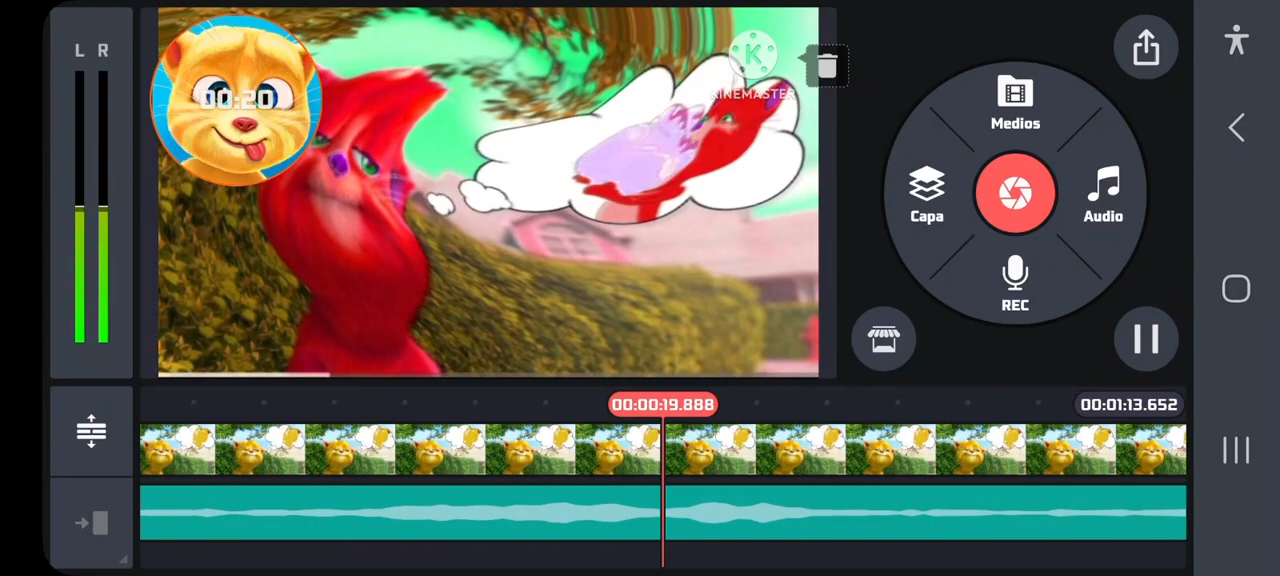 L R
00:20
K
KINEMASTER
Medios
Capa
Audio
REC
00:00:19.888
00:01:13.652